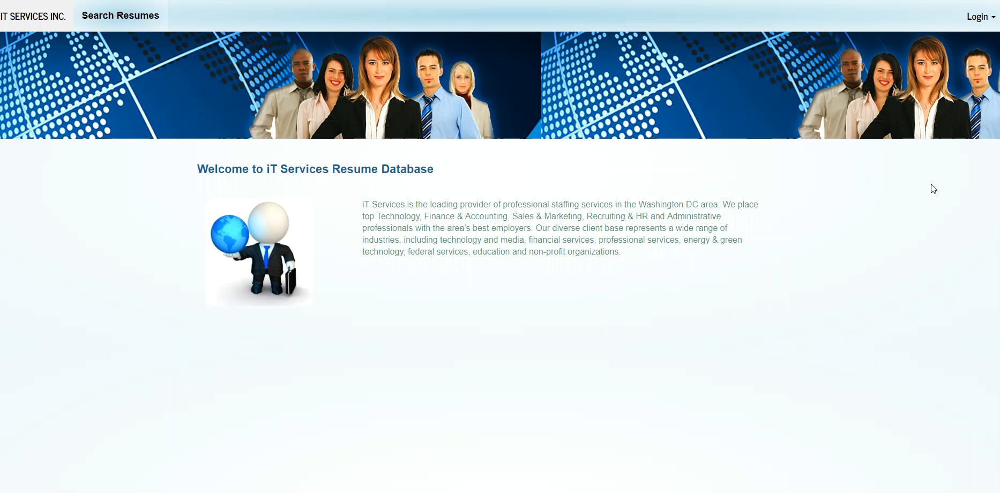 IT SERVICES INC.
Search Resumes
Login
Welcome to iT Services Resume Database
iT Services is the leading provider of professional staffing services in the Washington DC area. We place
top Technology, Finance & Accounting, Sales & Marketing, Recruiting & HR and Administrative
professionals with the area's best employers. Our diverse client base represents a wide range of
industries, including technology and media, financial services, professional services, energy & green
technology, federal services, education and non-profit organizations.